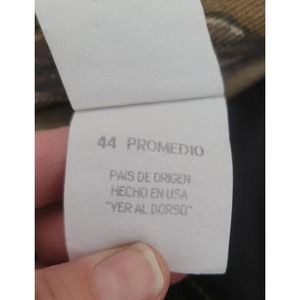 44 PROMEDIO
PAIS DE ORIGEN
HECHO EN USA
"VER AL DORSO"